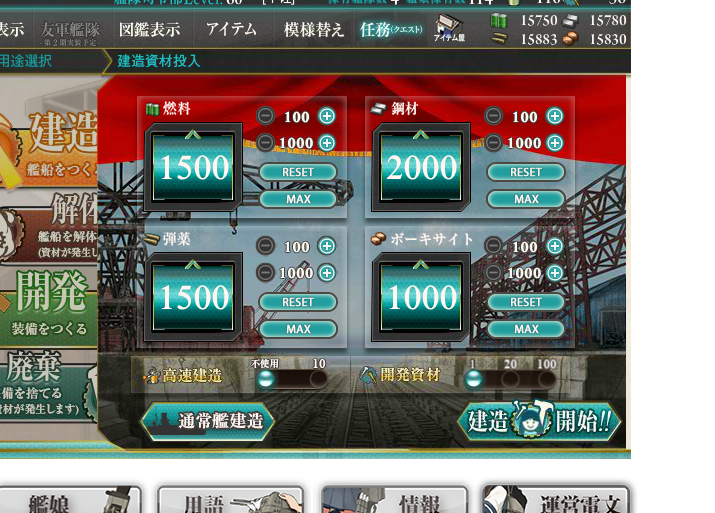 表示
友軍艦隊
第2期実装予定
図鑑表示
アイテム
模様替え
任務(クエスト)
アイテム屋
15750
15780
15883
15830
用途選択
建造資材投入
燃料
1500
100
1000
RESET
MAX
鋼材
2000
100
1000
RESET
MAX
弾薬
1500
100
1000
RESET
MAX
ボーキサイト
1000
100
1000
RESET
MAX
建造
艦船をつく
解体
艦船を解体
(資材が発生し
開発
装備をつくる
廃棄
備を捨てる
材が発生します)
高速建造
不使用 10
開発資材
1 20 100
通常艦建造
建造開始!!
艦娘
用語
情報
運営電文